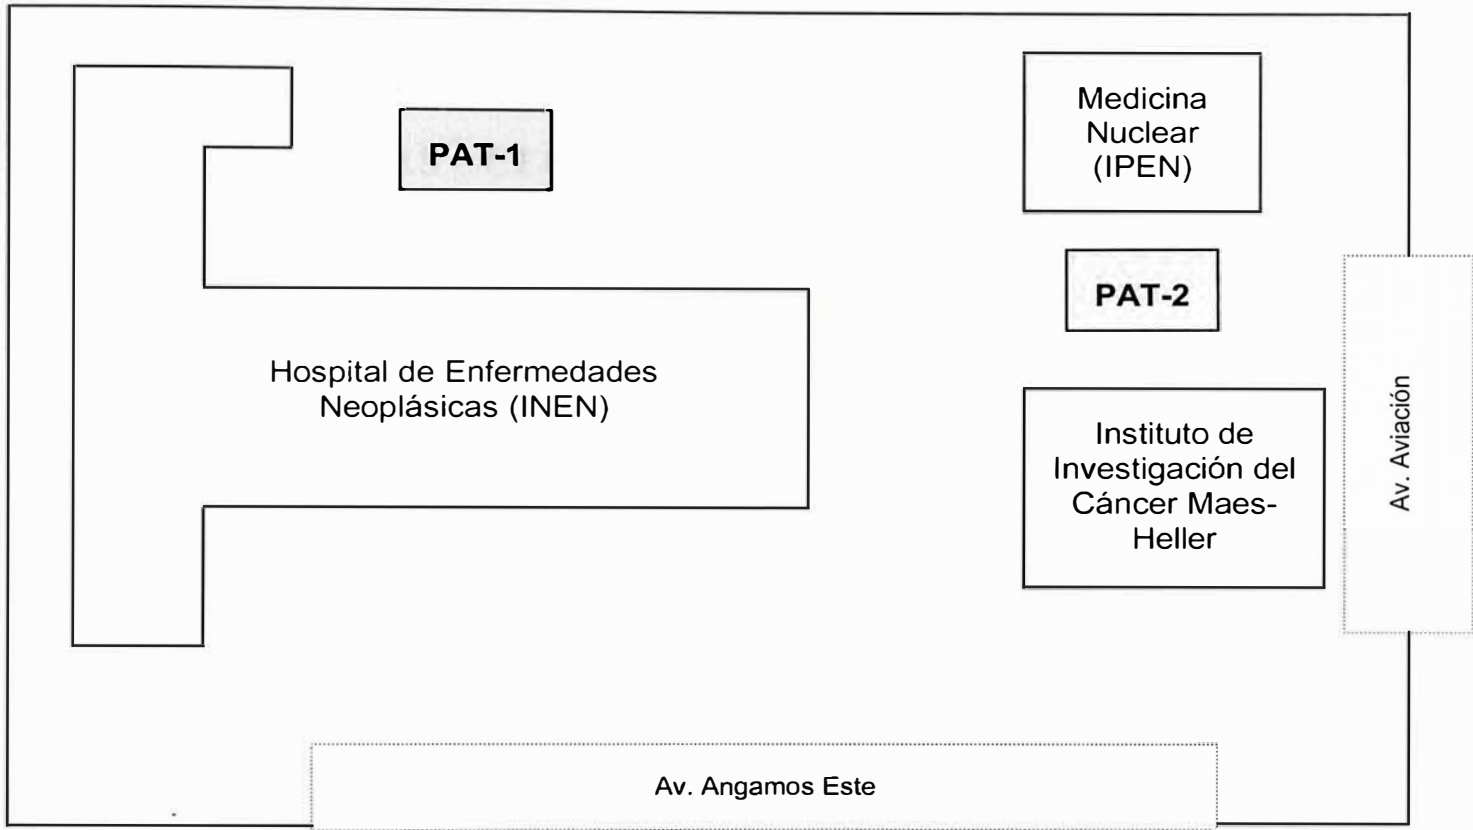 PAT-1
Medicina
Nuclear
(IPEN)
PAT-2
Hospital de Enfermedades
Neoplásicas (INEN)
Instituto de
Investigación del
Cáncer Maes-
Heller
Av. Aviación
Av. Angamos Este